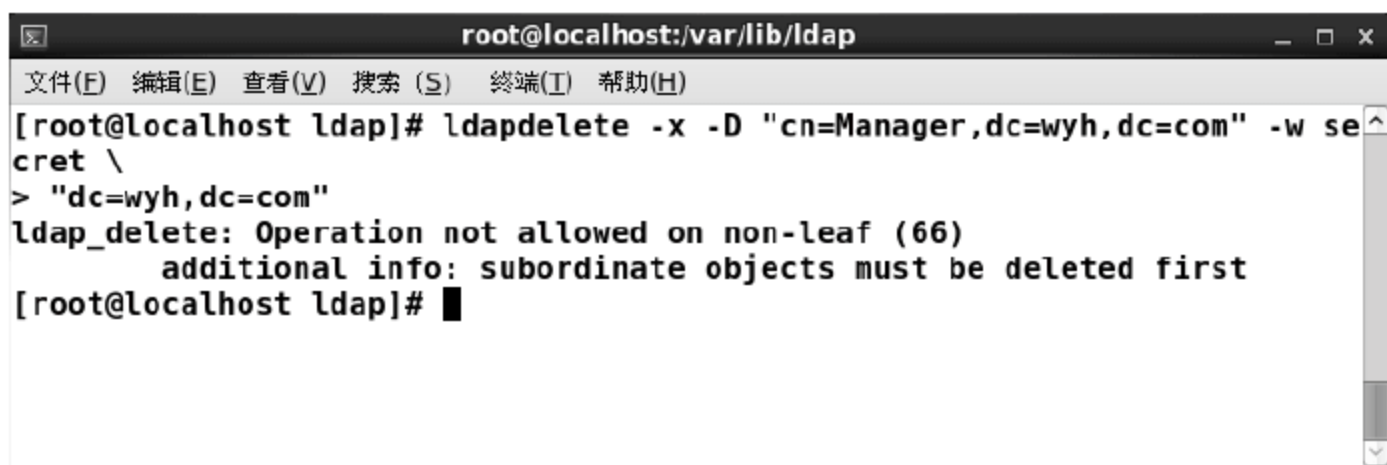 root@localhost:/var/lib/ldap
文件(F) 编辑(E) 查看(V) 搜索 (S) 终端(T) 帮助(H)
[root@localhost ldap]# ldapdelete -x -D "cn=Manager,dc=wyh,dc=com" -w se
cret \
> "dc=wyh,dc=com"
ldap_delete: Operation not allowed on non-leaf (66)
        additional info: subordinate objects must be deleted first
[root@localhost ldap]#